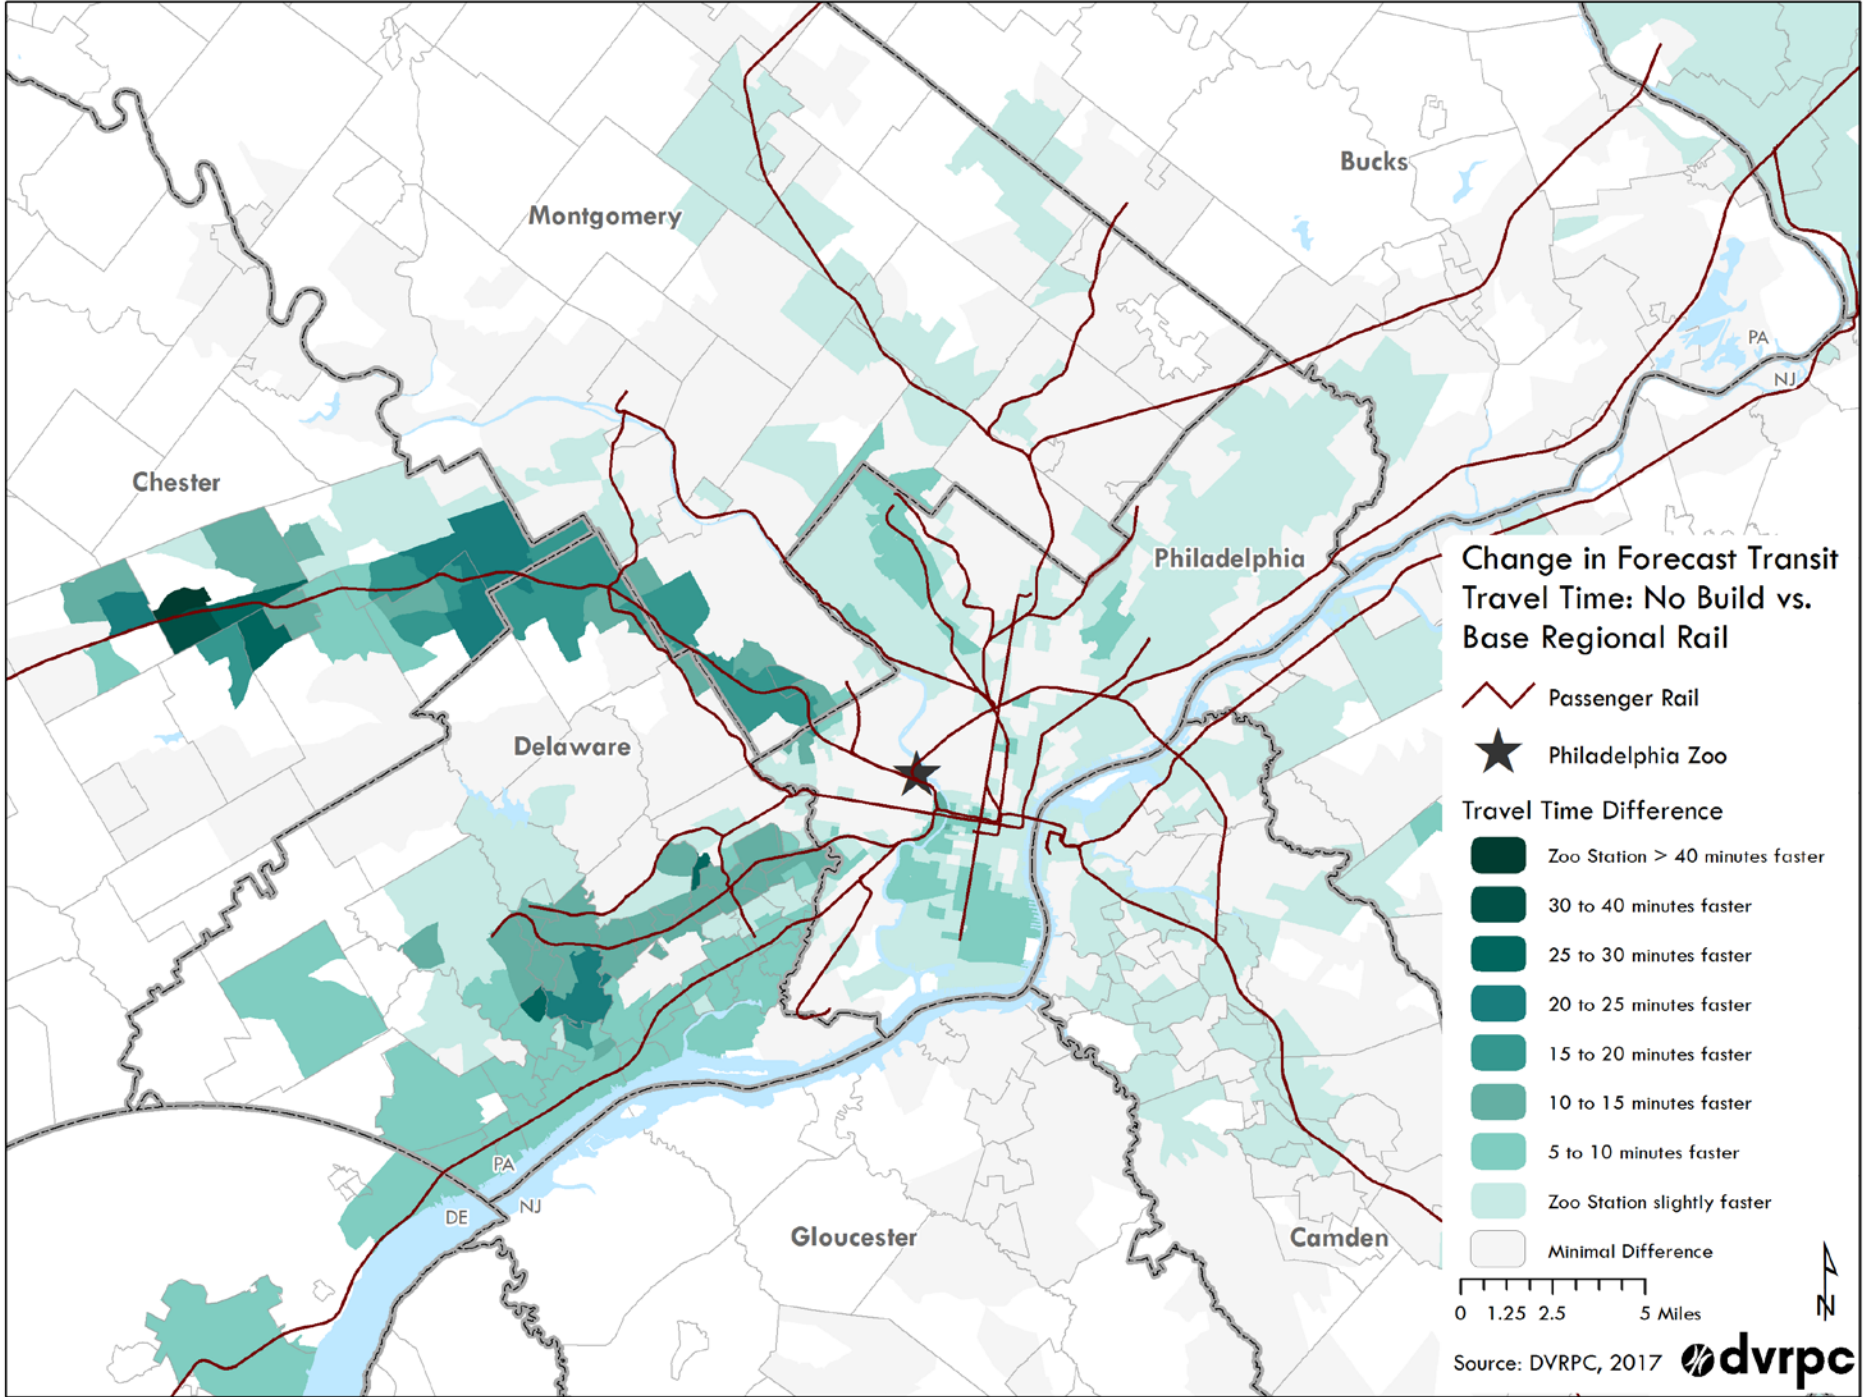 Bucks
Montgomery
PA
NJ
Chester
Philadelphia
Delaware
PA
NJ
DE
Gloucester
Camden
Change in Forecast Transit
Travel Time: No Build vs.
Base Regional Rail
Passenger Rail
Philadelphia Zoo
Travel Time Difference
Zoo Station > 40 minutes faster
30 to 40 minutes faster
25 to 30 minutes faster
20 to 25 minutes faster
15 to 20 minutes faster
10 to 15 minutes faster
5 to 10 minutes faster
Zoo Station slightly faster
Minimal Difference
0 1.25 2.5 5 Miles
N
Source: DVRPC, 2017 dvrpc